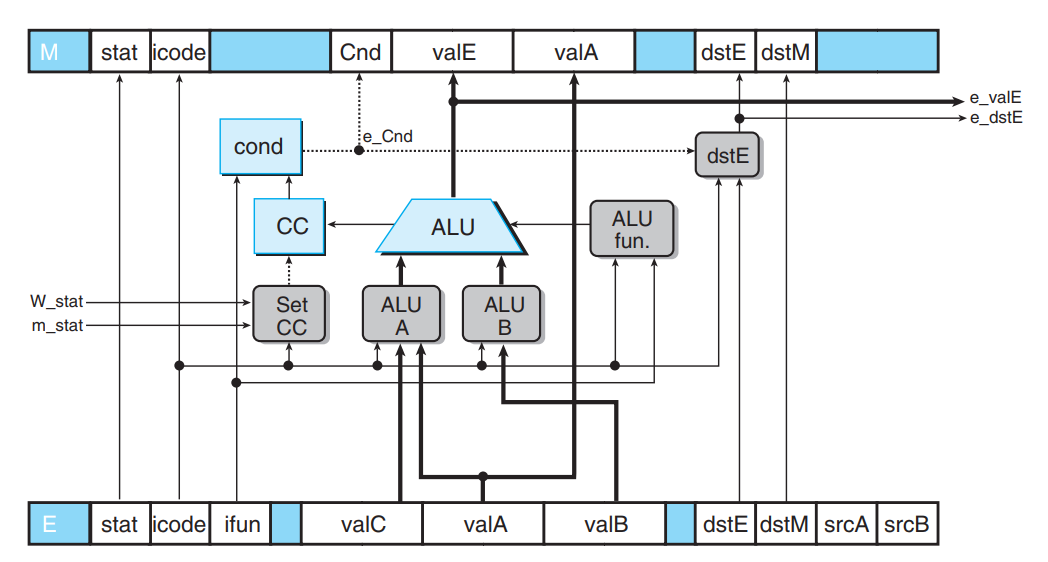 M stat icode Cnd valE valA dstE dstM
e_valE
e_dstE
e_Cnd
cond
dstE
CC
ALU
ALU
fun.
W_stat
m_stat
Set
CC
ALU
A
ALU
B
E stat icode ifun valC valA valB dstE dstM srcA srcB